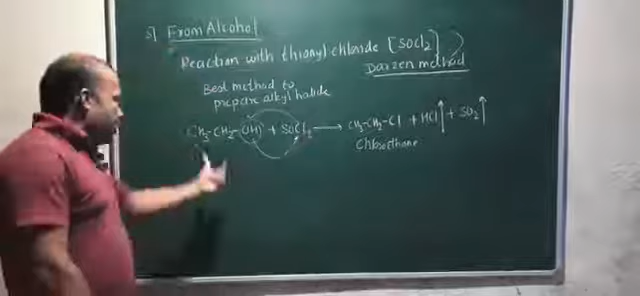 5) From Alcohol
Reaction with thionyl chloride [SOCl2]
Darzen method
Best method to
prepare alkyl halide
CH3-CH2-OH + SOCl2 → CH3-CH2-Cl + HCl↑ + SO2↑
Chloroethane